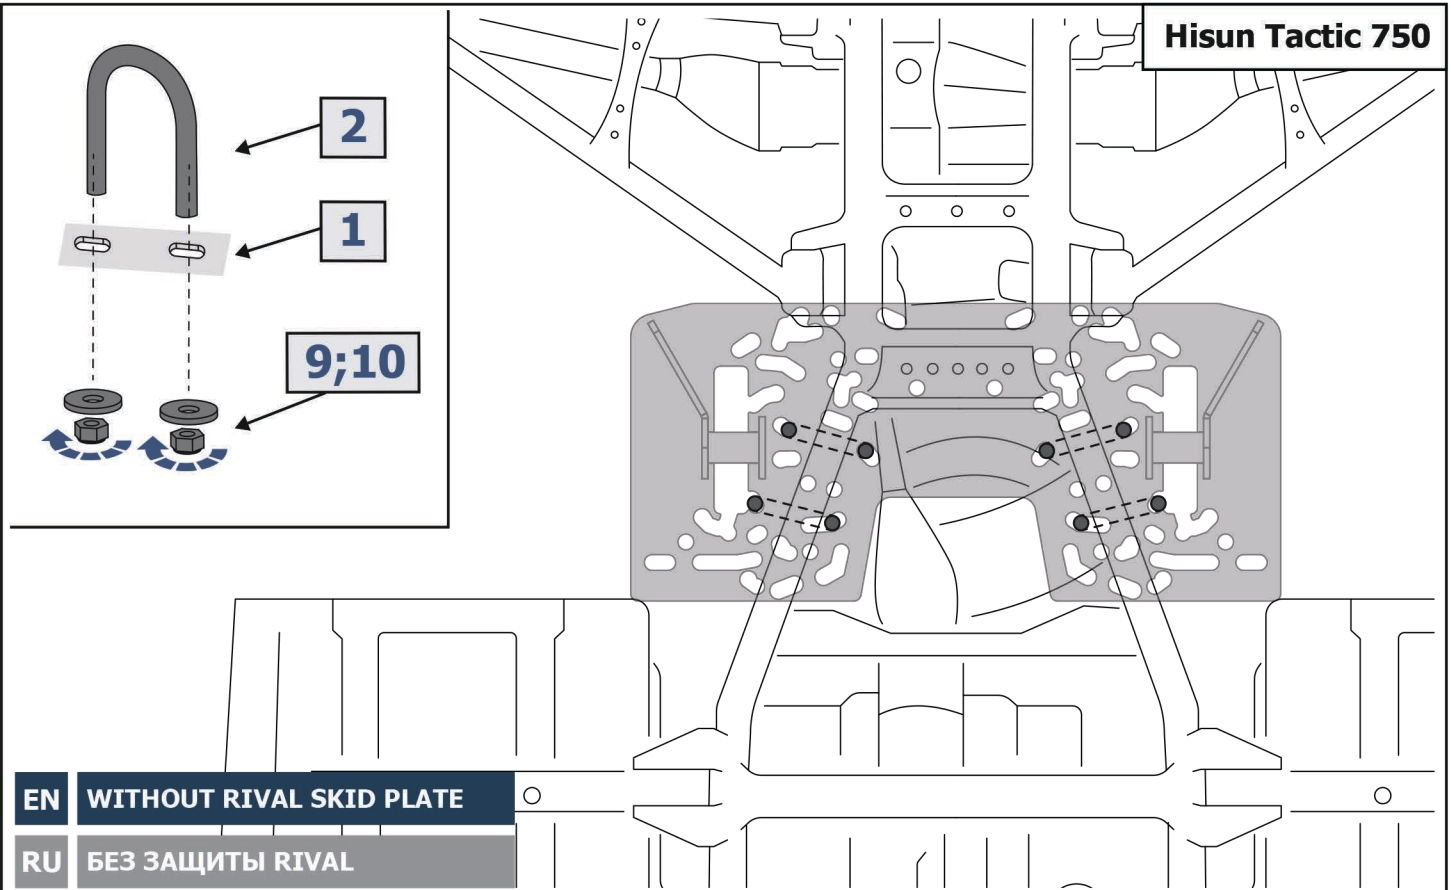 Hisun Tactic 750
2
1
9;10
EN WITHOUT RIVAL SKID PLATE
RU БЕЗ ЗАЩИТЫ RIVAL